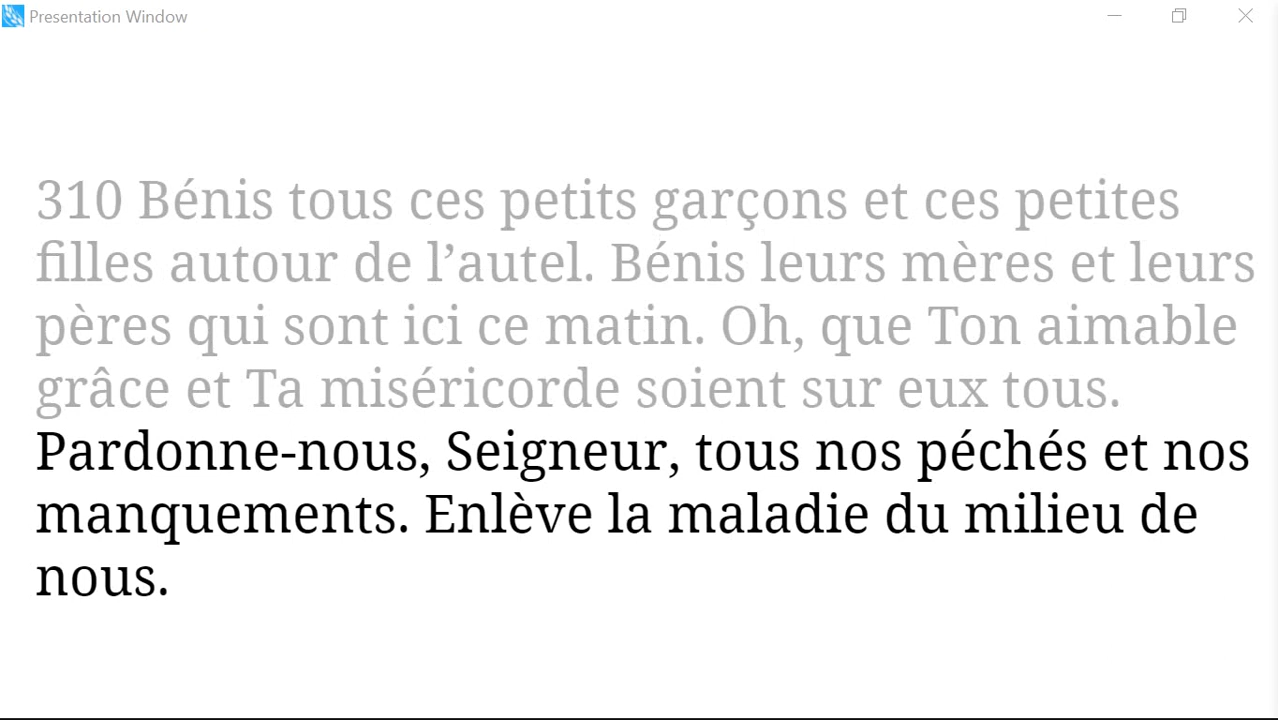 Presentation Window
310 Bénis tous ces petits garçons et ces petites
filles autour de l’autel. Bénis leurs mères et leurs
pères qui sont ici ce matin. Oh, que Ton aimable
grâce et Ta miséricorde soient sur eux tous.
Pardonne-nous, Seigneur, tous nos péchés et nos
manquements. Enlève la maladie du milieu de
nous.